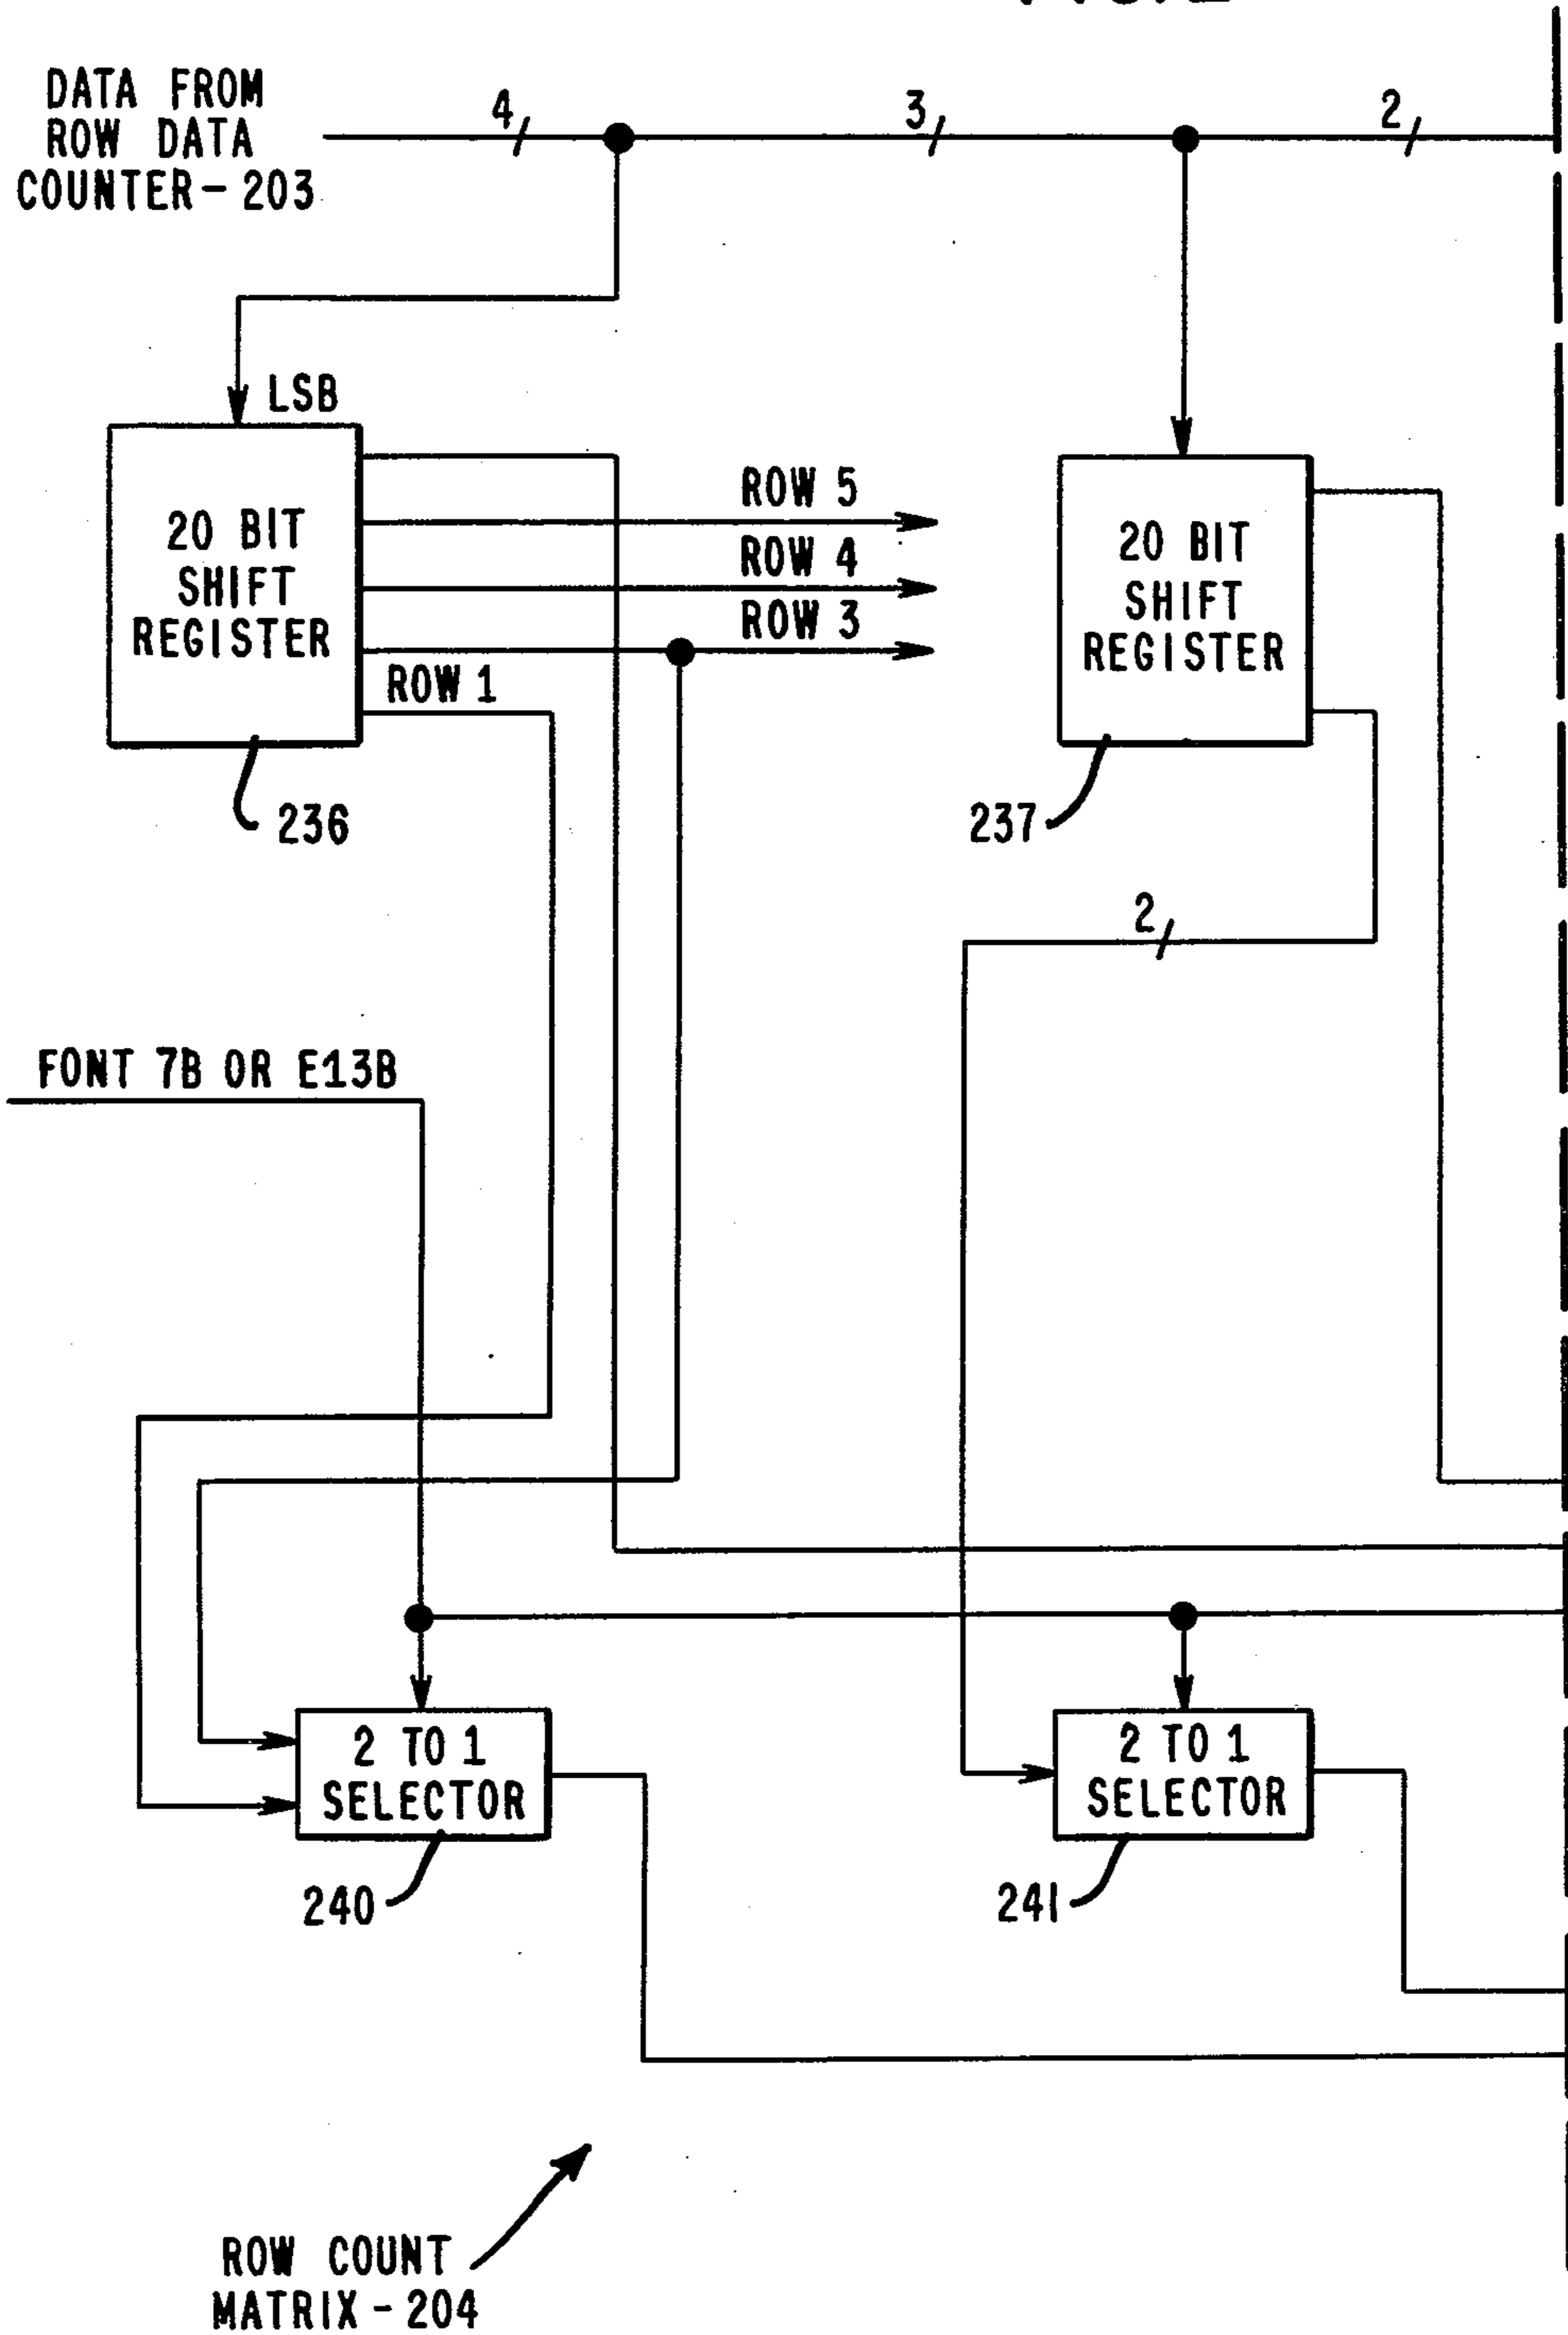 DATA FROM
ROW DATA
COUNTER-203
4
3
2
LSB
20 BIT
SHIFT
REGISTER
ROW 5
ROW 4
ROW 3
ROW 1
236
20 BIT
SHIFT
REGISTER
237
2
FONT 7B OR E13B
2 TO 1
SELECTOR
240
2 TO 1
SELECTOR
241
ROW COUNT
MATRIX-204